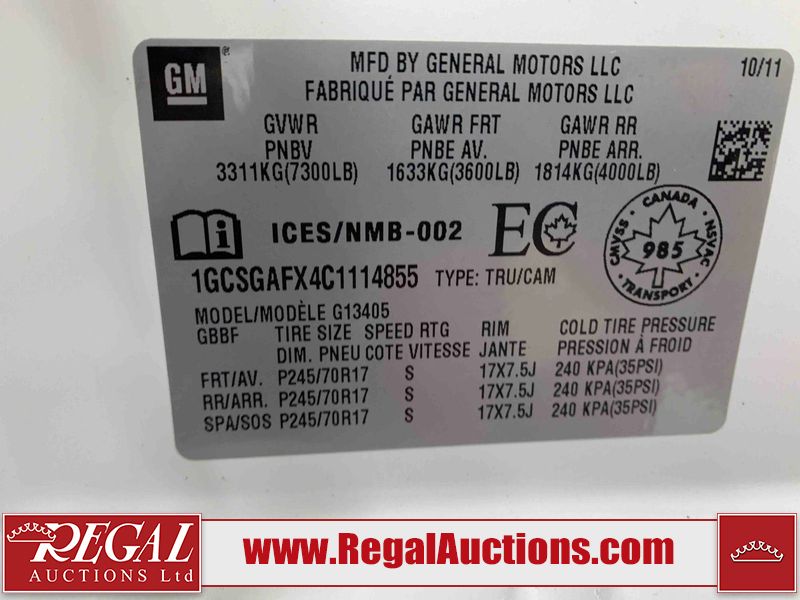 GM
MFD BY GENERAL MOTORS LLC
10/11
FABRIQUÉ PAR GENERAL MOTORS LLC
GVWR GAWR FRT GAWR RR
PNBV PNBE AV. PNBE ARR.
3311KG(7300LB) 1633KG(3600LB) 1814KG(4000LB)
i ICES/NMB-002 EC
CANADA
CMVSS 985 NSVAC
TRANSPORT
1GCSGAFX4C1114855 TYPE: TRU/CAM
MODEL/MODÈLE G13405
GBBF TIRE SIZE SPEED RTG RIM COLD TIRE PRESSURE
DIM. PNEU COTE VITESSE JANTE PRESSION À FROID
FRT/AV. P245/70R17 S 17X7.5J 240 KPA(35PSI)
RR/ARR. P245/70R17 S 17X7.5J 240 KPA(35PSI)
SPA/SOS P245/70R17 S 17X7.5J 240 KPA(35PSI)
REGAL
AUCTIONS Ltd
www.RegalAuctions.com